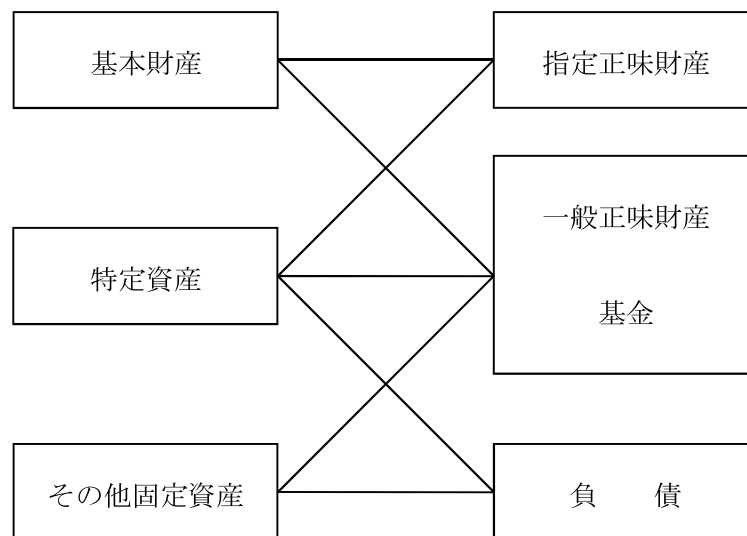 基本財産
指定正味財産
一般正味財産
特定資産
基金
その他固定資産
負　　債